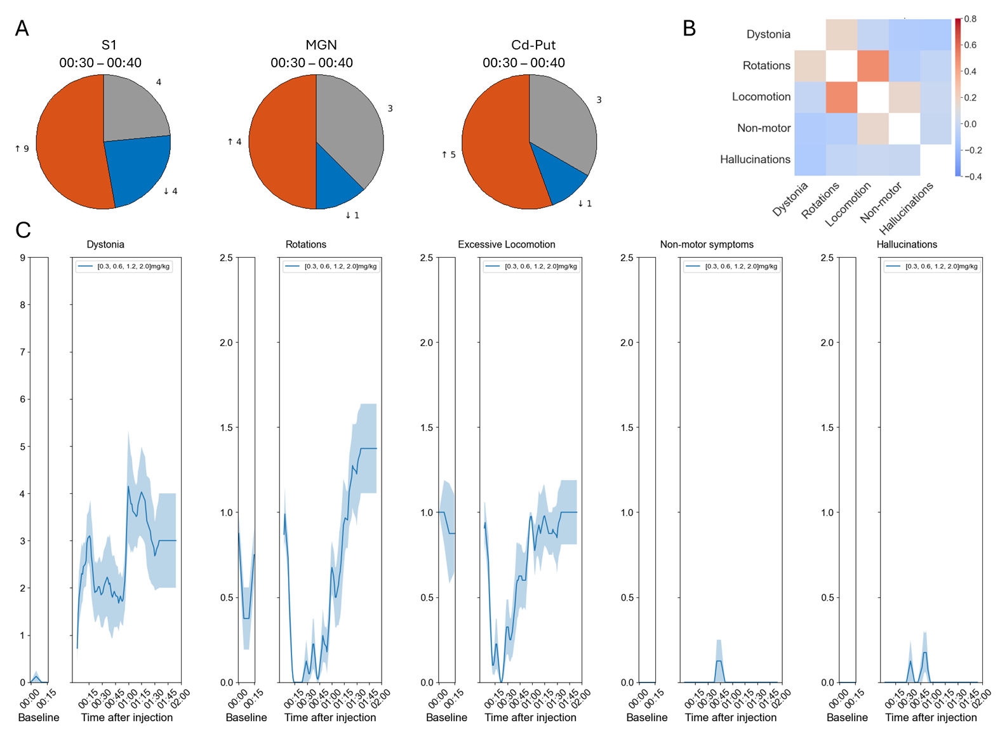 A
B
S1
MGN
Cd-Put
00:30 – 00:40
00:30 – 00:40
00:30 – 00:40
4
↑ 9
↓ 4
3
↑ 4
↓ 1
3
↑ 5
↓ 1
Dystonia
Rotations
Locomotion
Non-motor
Hallucinations
Dystonia
Rotations
Locomotion
Non-motor
Hallucinations
0.8
0.6
0.4
0.2
0.0
−0.2
−0.4
C
Dystonia
9
8
7
6
5
4
3
2
1
0
[0.3, 0.6, 1.2, 2.0]mg/kg
00:00
00:15
00:15
00:30
00:45
01:00
01:15
01:30
01:45
02:00
Baseline
Time after injection
Rotations
2.5
2.0
1.5
1.0
0.5
0.0
[0.3, 0.6, 1.2, 2.0]mg/kg
00:00
00:15
00:15
00:30
00:45
01:00
01:15
01:30
01:45
02:00
Baseline
Time after injection
Excessive Locomotion
2.5
2.0
1.5
1.0
0.5
0.0
[0.3, 0.6, 1.2, 2.0]mg/kg
00:00
00:15
00:15
00:30
00:45
01:00
01:15
01:30
01:45
02:00
Baseline
Time after injection
Non-motor symptoms
2.5
2.0
1.5
1.0
0.5
0.0
[0.3, 0.6, 1.2, 2.0]mg/kg
00:00
00:15
00:15
00:30
00:45
01:00
01:15
01:30
01:45
02:00
Baseline
Time after injection
Hallucinations
2.5
2.0
1.5
1.0
0.5
0.0
[0.3, 0.6, 1.2, 2.0]mg/kg
00:00
00:15
00:15
00:30
00:45
01:00
01:15
01:30
01:45
02:00
Baseline
Time after injection